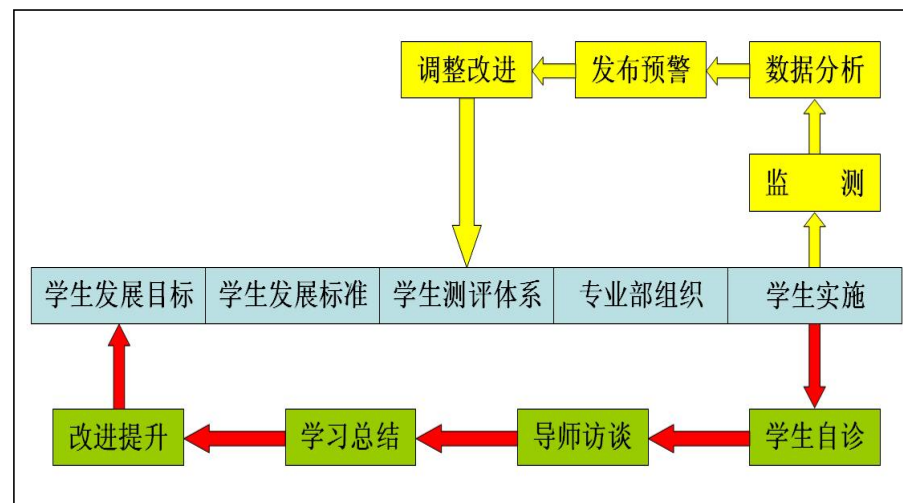 调整改进
发布预警
数据分析
监 测
学生发展目标
学生发展标准
学生测评体系
专业部组织
学生实施
改进提升
学习总结
导师访谈
学生自诊